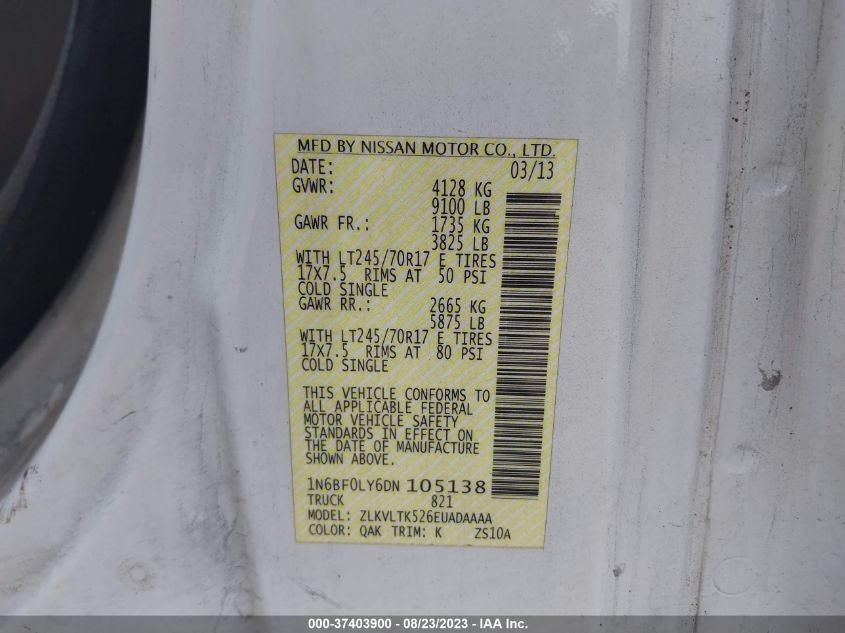 MFD BY NISSAN MOTOR CO., LTD.
DATE: 03/13
GVWR: 4128 KG
9100 LB
GAWR FR.: 1735 KG
3825 LB
WITH LT245/70R17 E TIRES
17X7.5 RIMS AT 50 PSI
COLD SINGLE
GAWR RR.: 2665 KG
5875 LB
WITH LT245/70R17 E TIRES
17X7.5 RIMS AT 80 PSI
COLD SINGLE
THIS VEHICLE CONFORMS TO
ALL APPLICABLE FEDERAL
MOTOR VEHICLE SAFETY
STANDARDS IN EFFECT ON
THE DATE OF MANUFACTURE
SHOWN ABOVE.
1N6BF0LY6DN 105138
TRUCK 821
MODEL: ZLKVLTK526EUADAAAA
COLOR: QAK TRIM: K ZS10A
000-37403900 - 08/23/2023 - IAA Inc.